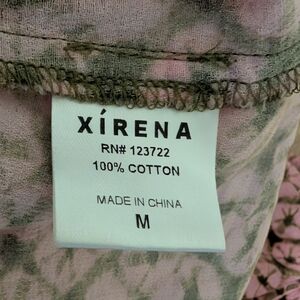 XíRENA
RN# 123722
100% COTTON
MADE IN CHINA
M